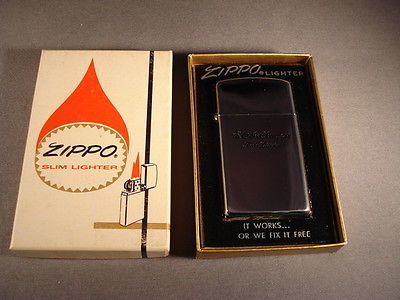 ZIPPO
SLIM LIGHTER
ZIPPO LIGHTER
IT WORKS...
OR WE FIX IT FREE